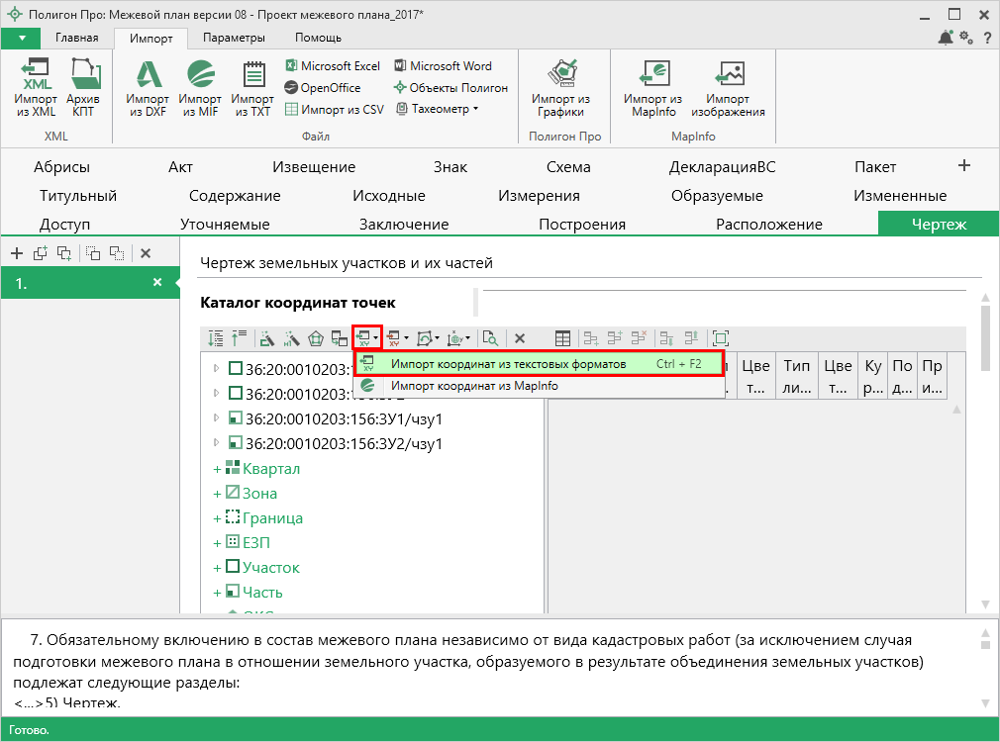 Полигон Про: Межевой план версии 08 - Проект межевого плана_2017*
Главная Импорт Параметры Помощь
Импорт из XML
Архив КПТ
XML
Импорт из DXF
Импорт из MIF
Импорт из TXT
Microsoft Excel
OpenOffice
Импорт из CSV
Microsoft Word
Объекты Полигон
Тахеометр
Файл
Импорт из Графики
Полигон Про
Импорт из MapInfo
Импорт изображения
MapInfo
Абрисы Акт Извещение Знак Схема ДекларацияВС Пакет +
Титульный Содержание Исходные Измерения Образуемые Измененные
Доступ Уточняемые Заключение Построения Расположение Чертеж
1.
Чертеж земельных участков и их частей
Каталог координат точек
Импорт координат из текстовых форматов Ctrl + F2
Импорт координат из MapInfo
Цве т...
Тип ли...
Цве т...
Ку р...
По д...
Пр и...
36:20:0010203:1
36:20:0010203:156:ЗУ1/чзу1
36:20:0010203:156:ЗУ2/чзу1
+ Квартал
+ Зона
+ Граница
+ ЕЗП
+ Участок
+ Часть
7. Обязательному включению в состав межевого плана независимо от вида кадастровых работ (за исключением случая
подготовки межевого плана в отношении земельного участка, образуемого в результате объединения земельных участков)
подлежат следующие разделы:
<...>5) Чертеж.
Готово.